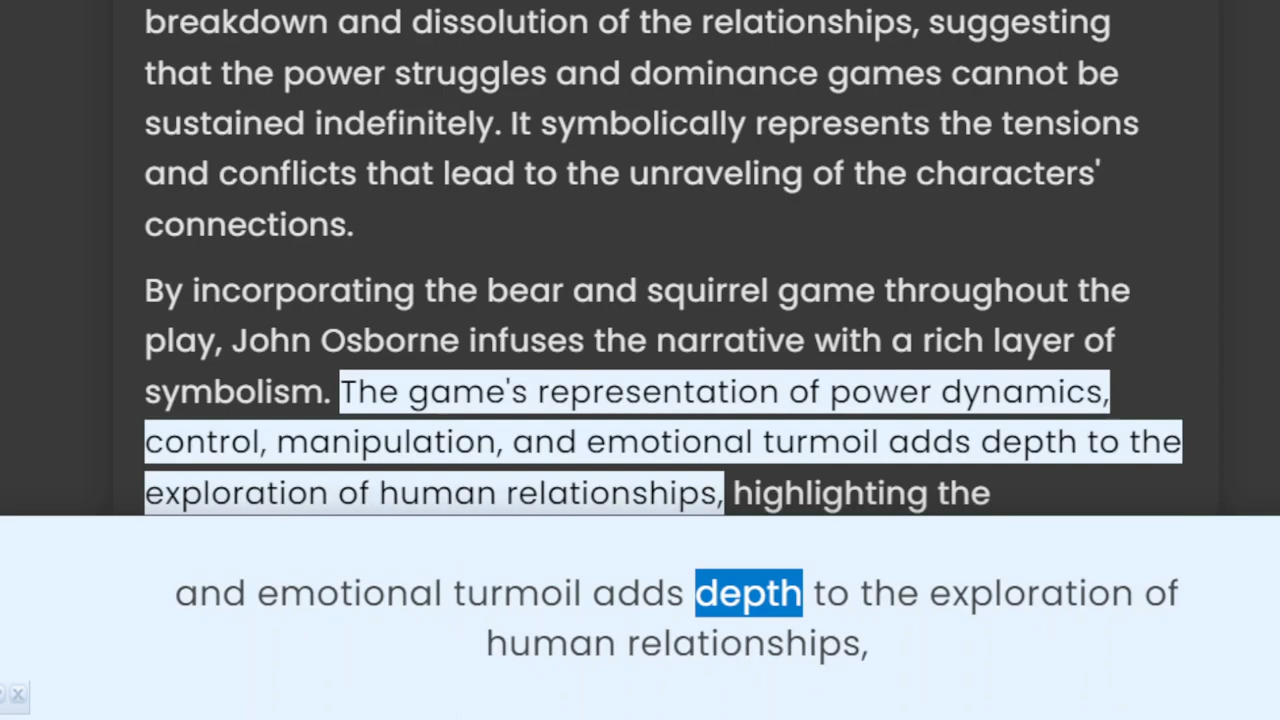 breakdown and dissolution of the relationships, suggesting
that the power struggles and dominance games cannot be
sustained indefinitely. It symbolically represents the tensions
and conflicts that lead to the unraveling of the characters'
connections.
By incorporating the bear and squirrel game throughout the
play, John Osborne infuses the narrative with a rich layer of
symbolism. The game's representation of power dynamics,
control, manipulation, and emotional turmoil adds depth to the
exploration of human relationships, highlighting the
and emotional turmoil adds depth to the exploration of
human relationships,